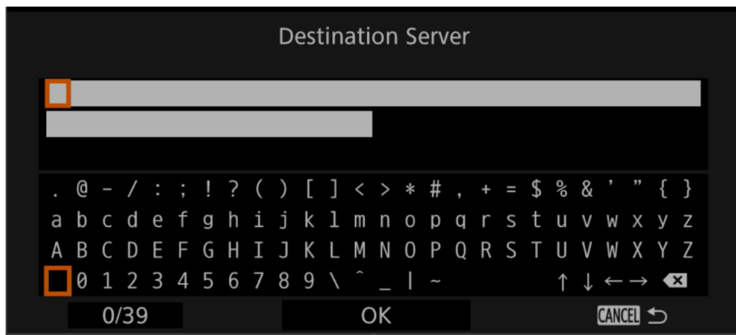 Destination Server
. @ - / : ; ! ? ( ) [ ] < > * # , + = $ % & ' " { }
a b c d e f g h i j k l m n o p q r s t u v w x y z
A B C D E F G H I J K L M N O P Q R S T U V W X Y Z
0 1 2 3 4 5 6 7 8 9 \ ^ _ | ~ ↑ ↓ ← →
0/39 OK CANCEL